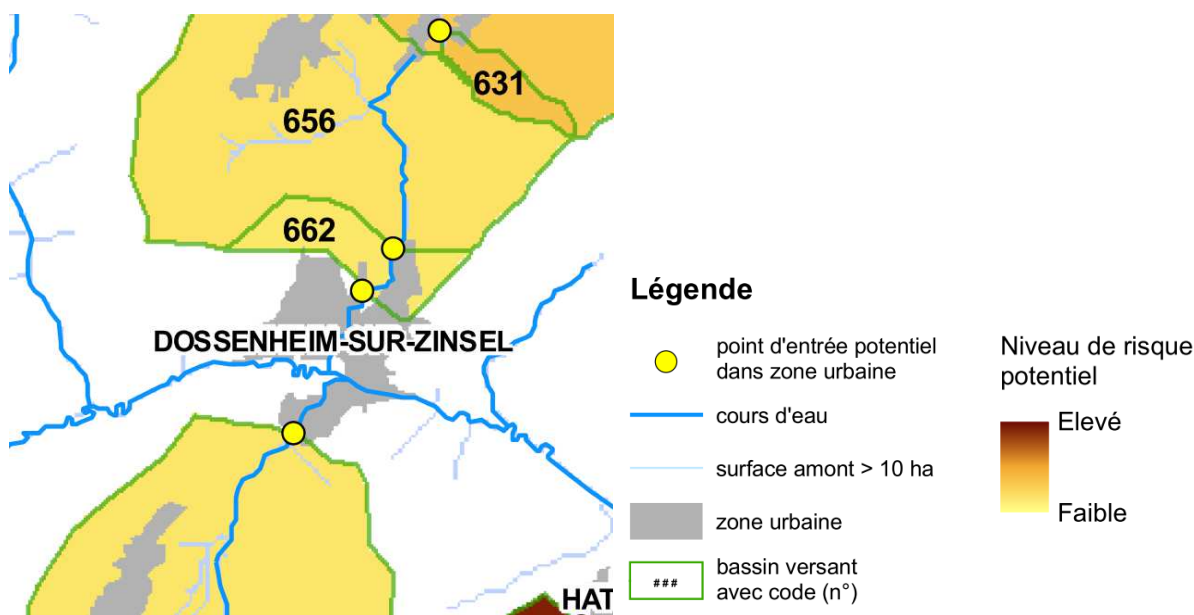 631
656
662
DOSSENHEIM-SUR-ZINSEL
HAT
Légende
point d'entrée potentiel
dans zone urbaine
cours d'eau
surface amont > 10 ha
zone urbaine
###
bassin versant
avec code (n°)
Niveau de risque
potentiel
Elevé
Faible